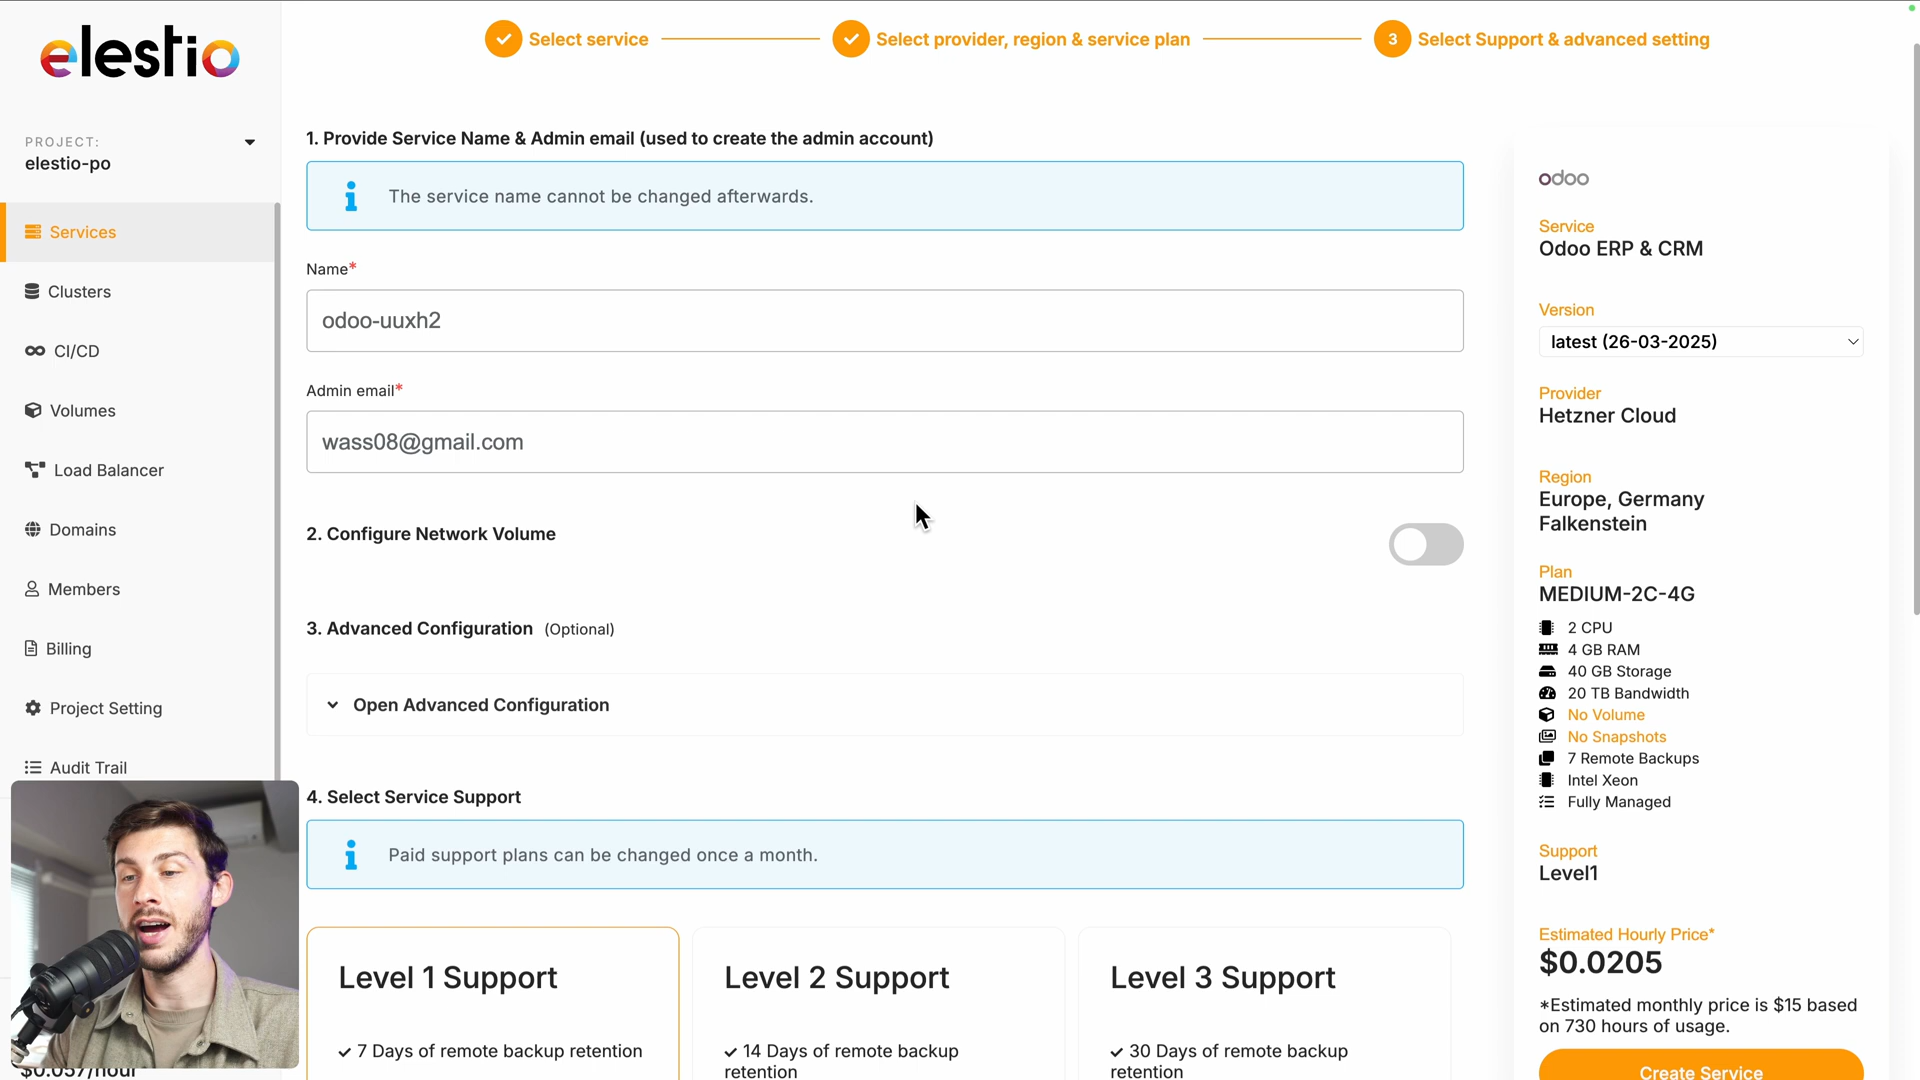 elestio
Select service
Select provider, region & service plan
3
Select Support & advanced setting
PROJECT:
elestio-po
Services
Clusters
CI/CD
Volumes
Load Balancer
Domains
Members
Billing
Project Setting
Audit Trail
$0.057/hour
1. Provide Service Name & Admin email (used to create the admin account)
The service name cannot be changed afterwards.
Name*
odoo-uuxh2
Admin email*
wass08@gmail.com
2. Configure Network Volume
3. Advanced Configuration (Optional)
Open Advanced Configuration
4. Select Service Support
Paid support plans can be changed once a month.
Level 1 Support
7 Days of remote backup retention
Level 2 Support
14 Days of remote backup
retention
Level 3 Support
30 Days of remote backup
retention
odoo
Service
Odoo ERP & CRM
Version
latest (26-03-2025)
Provider
Hetzner Cloud
Region
Europe, Germany
Falkenstein
Plan
MEDIUM-2C-4G
2 CPU
4 GB RAM
40 GB Storage
20 TB Bandwidth
No Volume
No Snapshots
7 Remote Backups
Intel Xeon
Fully Managed
Support
Level1
Estimated Hourly Price*
$0.0205
*Estimated monthly price is $15 based
on 730 hours of usage.
Create Service